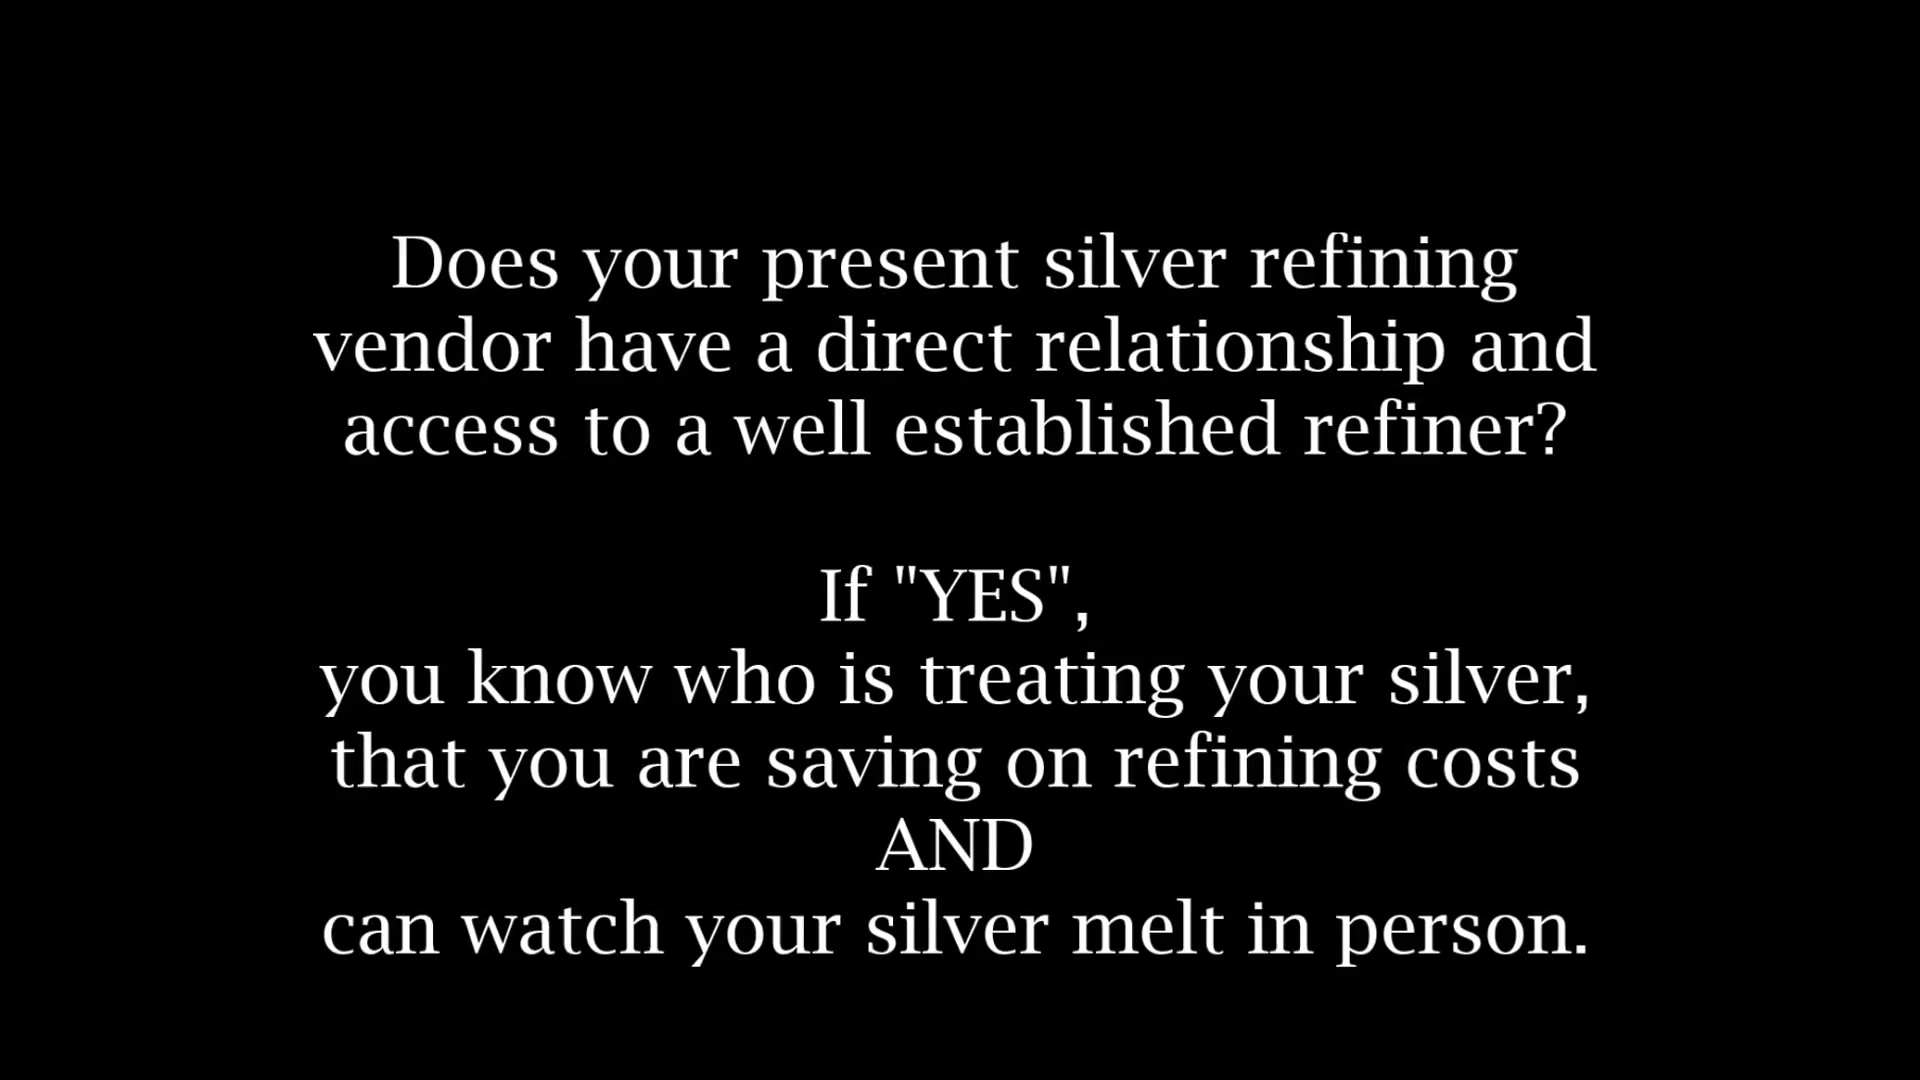 Does your present silver refining
vendor have a direct relationship and
access to a well established refiner?
If "YES",
you know who is treating your silver,
that you are saving on refining costs
AND
can watch your silver melt in person.